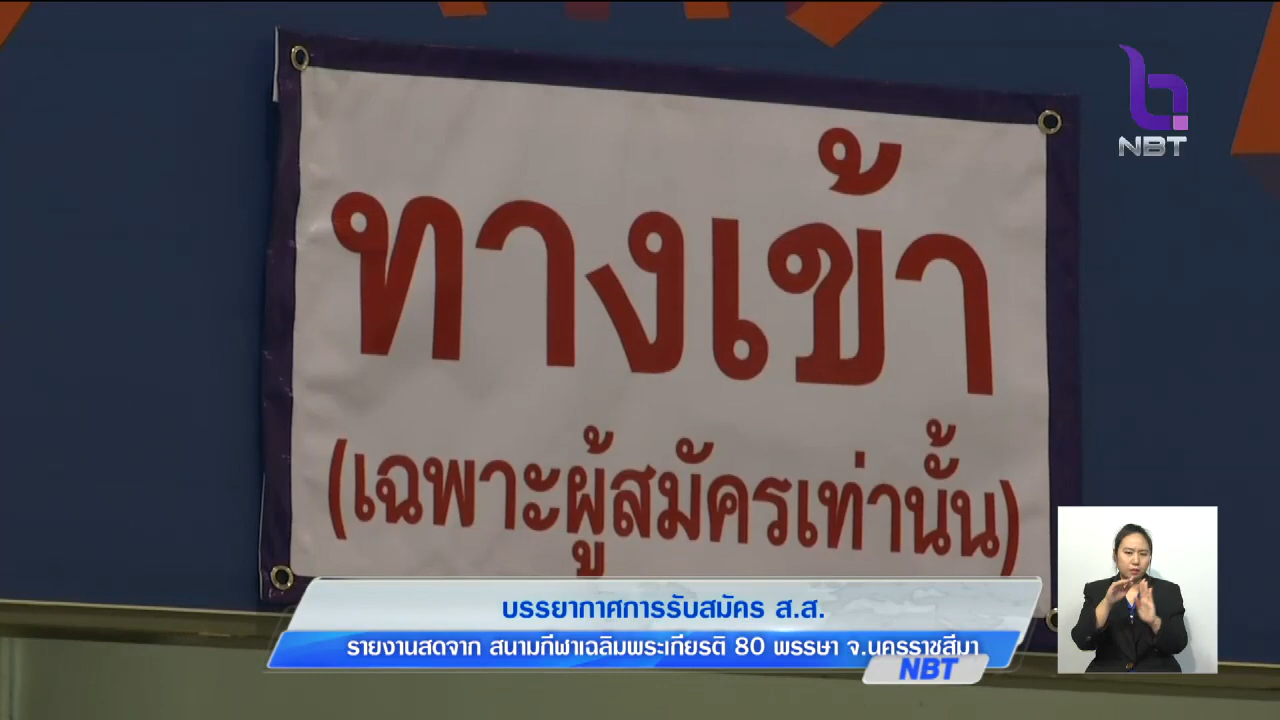 NBT
ทางเข้า
(เฉพาะผู้สมัครเท่านั้น)
บรรยากาศการรับสมัคร ส.ส.
รายงานสดจาก สนามกีฬาเฉลิมพระเกียรติ 80 พรรษา จ.นครราชสีมา
NBT